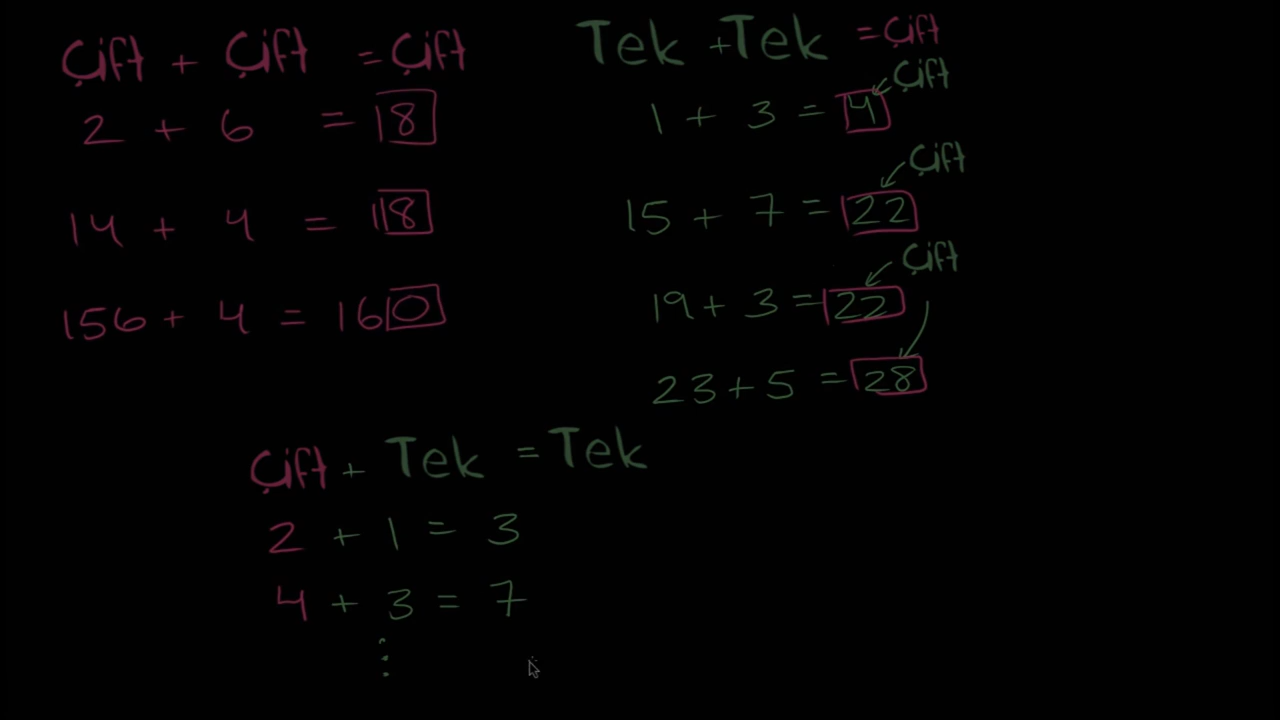 Çift + Çift = Çift
2 + 6 = 8
14 + 4 = 18
156 + 4 = 160
Tek + Tek = Çift
1 + 3 = 4 Çift
15 + 7 = 22 Çift
19 + 3 = 22 Çift
23 + 5 = 28
Çift + Tek = Tek
2 + 1 = 3
4 + 3 = 7
⋮